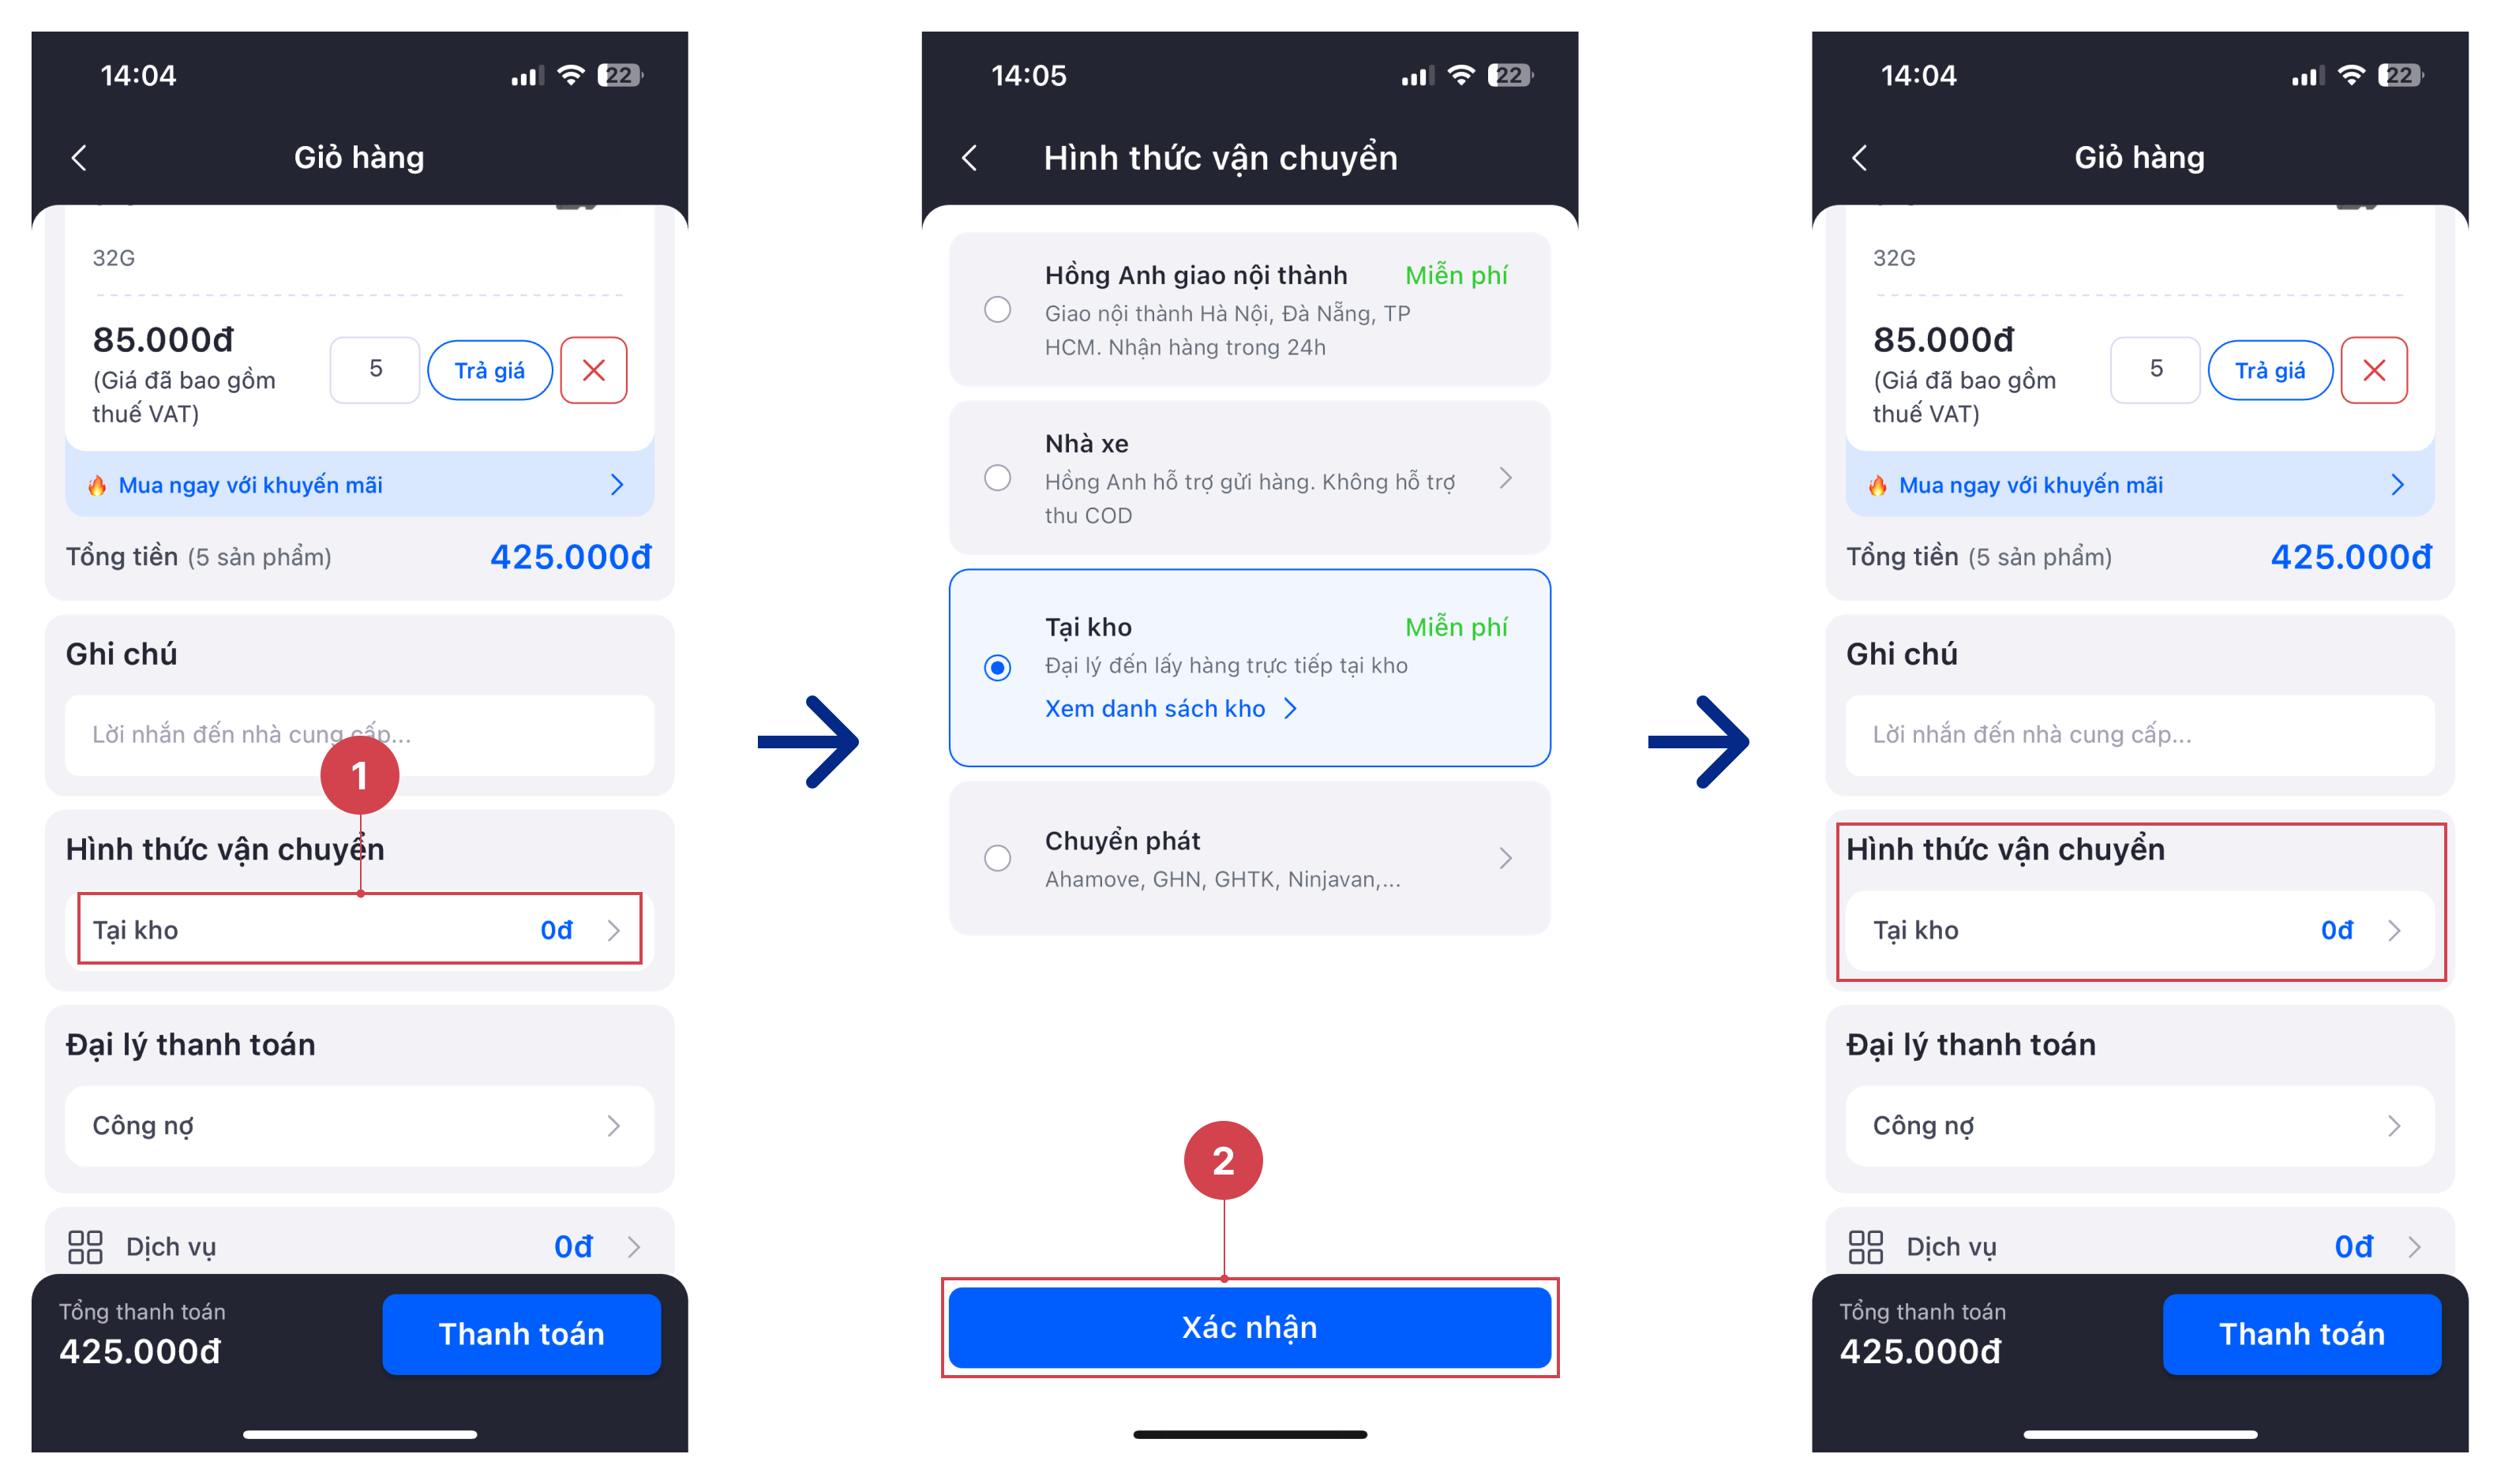 14:04
22
Giỏ hàng
32G
85.000đ
(Giá đã bao gồm
thuế VAT)
5
Trả giá
Mua ngay với khuyến mãi
Tổng tiền (5 sản phẩm) 425.000đ
Ghi chú
Lời nhắn đến nhà cung cấp...
1
Hình thức vận chuyển
Tại kho 0đ
Đại lý thanh toán
Công nợ
Dịch vụ 0đ
Tổng thanh toán
425.000đ
Thanh toán
14:05
22
Hình thức vận chuyển
Hồng Anh giao nội thành Miễn phí
Giao nội thành Hà Nội, Đà Nẵng, TP
HCM. Nhận hàng trong 24h
Nhà xe
Hồng Anh hỗ trợ gửi hàng. Không hỗ trợ
thu COD
Tại kho Miễn phí
Đại lý đến lấy hàng trực tiếp tại kho
Xem danh sách kho
Chuyển phát
Ahamove, GHN, GHTK, Ninjavan,...
2
Xác nhận
14:04
22
Giỏ hàng
32G
85.000đ
(Giá đã bao gồm
thuế VAT)
5
Trả giá
Mua ngay với khuyến mãi
Tổng tiền (5 sản phẩm) 425.000đ
Ghi chú
Lời nhắn đến nhà cung cấp...
Hình thức vận chuyển
Tại kho 0đ
Đại lý thanh toán
Công nợ
Dịch vụ 0đ
Tổng thanh toán
425.000đ
Thanh toán